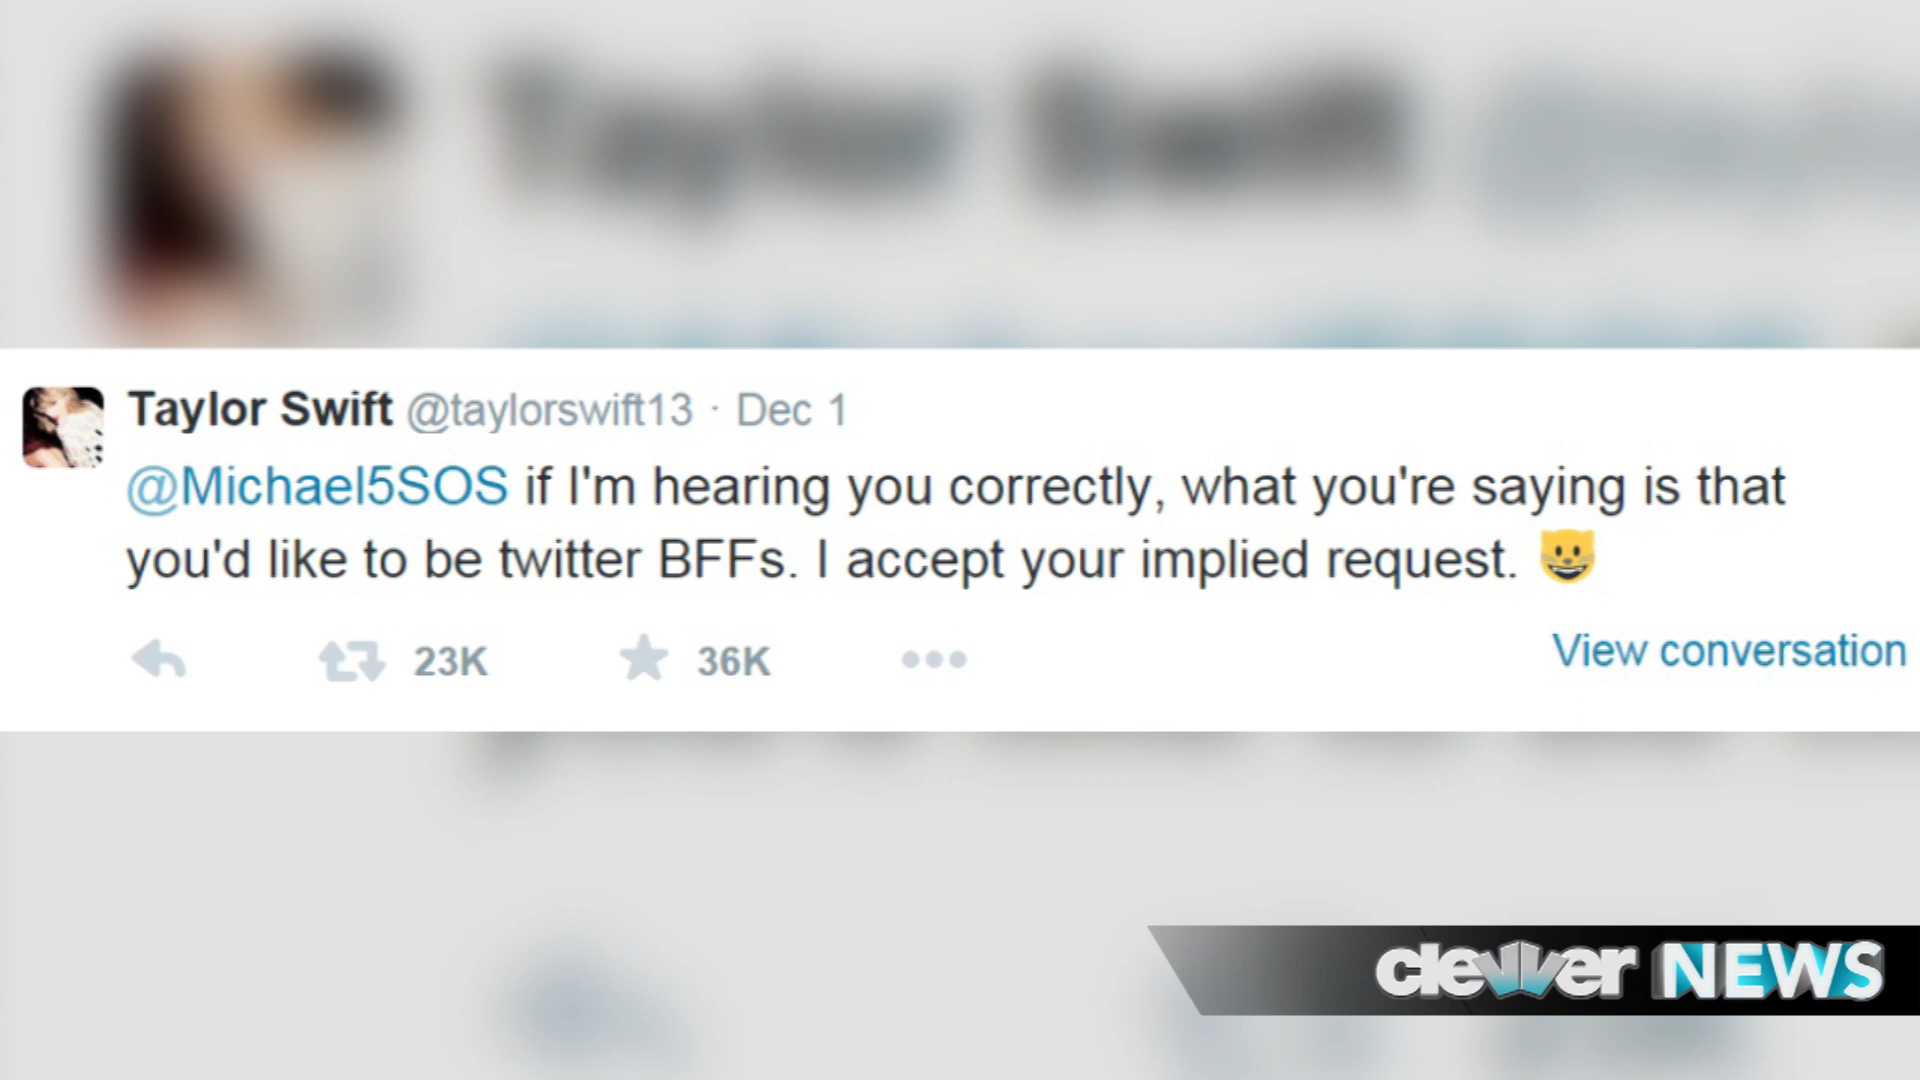 Taylor Swift @taylorswift13 · Dec 1
@Michael5SOS if I'm hearing you correctly, what you're saying is that
you'd like to be twitter BFFs. I accept your implied request. 😺
23K 36K View conversation
clevver NEWS